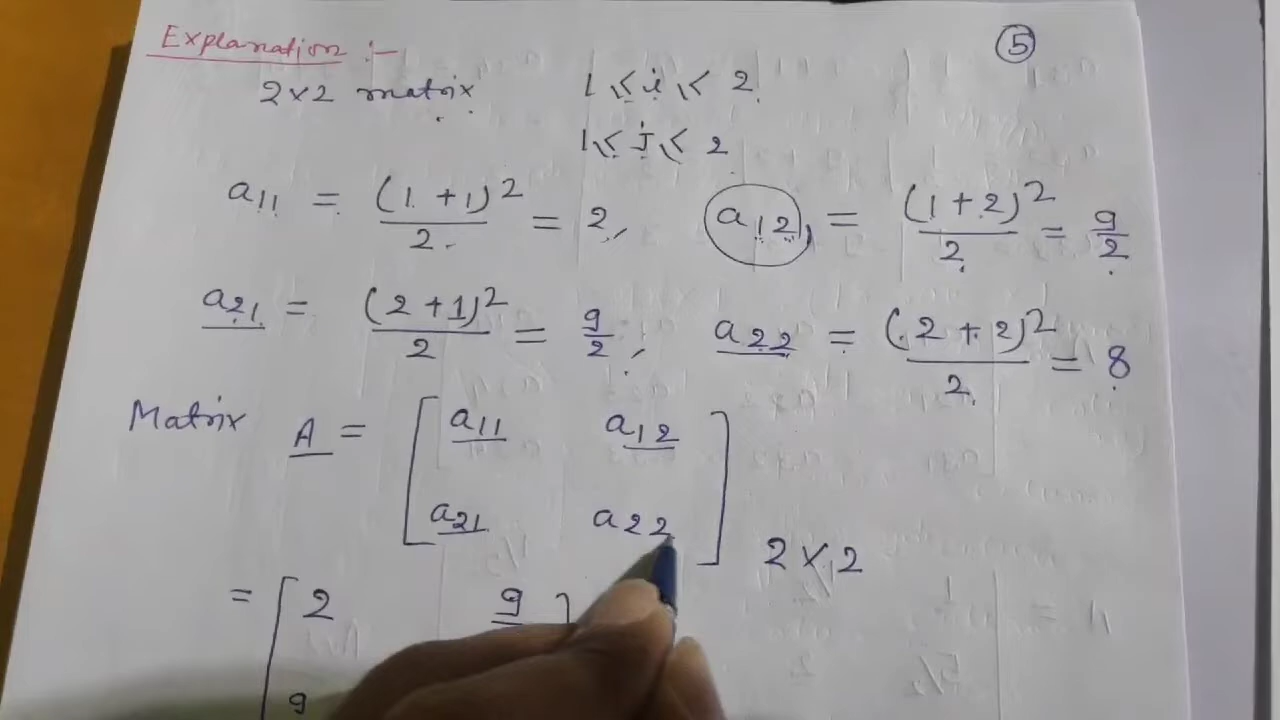 Explanation :- ⑤
2×2 matrix 1 ≤ i ≤ 2
1 ≤ j ≤ 2
a₁₁ = (1+1)²/2 = 2, a₁₂, = (1+2)²/2 = 9/2
a₂₁ = (2+1)²/2 = 9/2, a₂₂ = (2+2)²/2 = 8
Matrix A = [ a₁₁ a₁₂
a₂₁ a₂₂ ] 2×2
= [ 2 9 ]
9